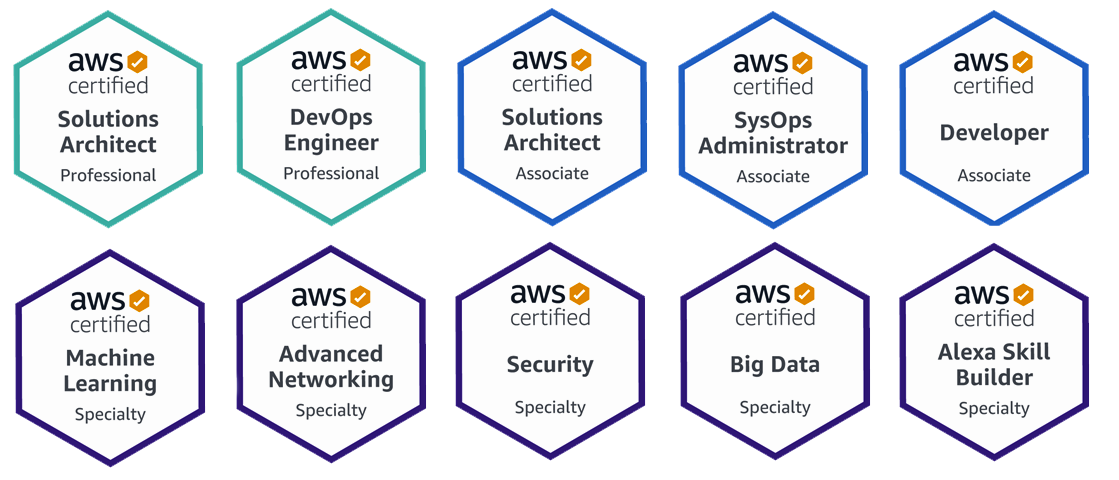 aws
certified
Solutions
Architect
Professional
aws
certified
DevOps
Engineer
Professional
aws
certified
Solutions
Architect
Associate
aws
certified
SysOps
Administrator
Associate
aws
certified
Developer
Associate
aws
certified
Machine
Learning
Specialty
aws
certified
Advanced
Networking
Specialty
aws
certified
Security
Specialty
aws
certified
Big Data
Specialty
aws
certified
Alexa Skill
Builder
Specialty